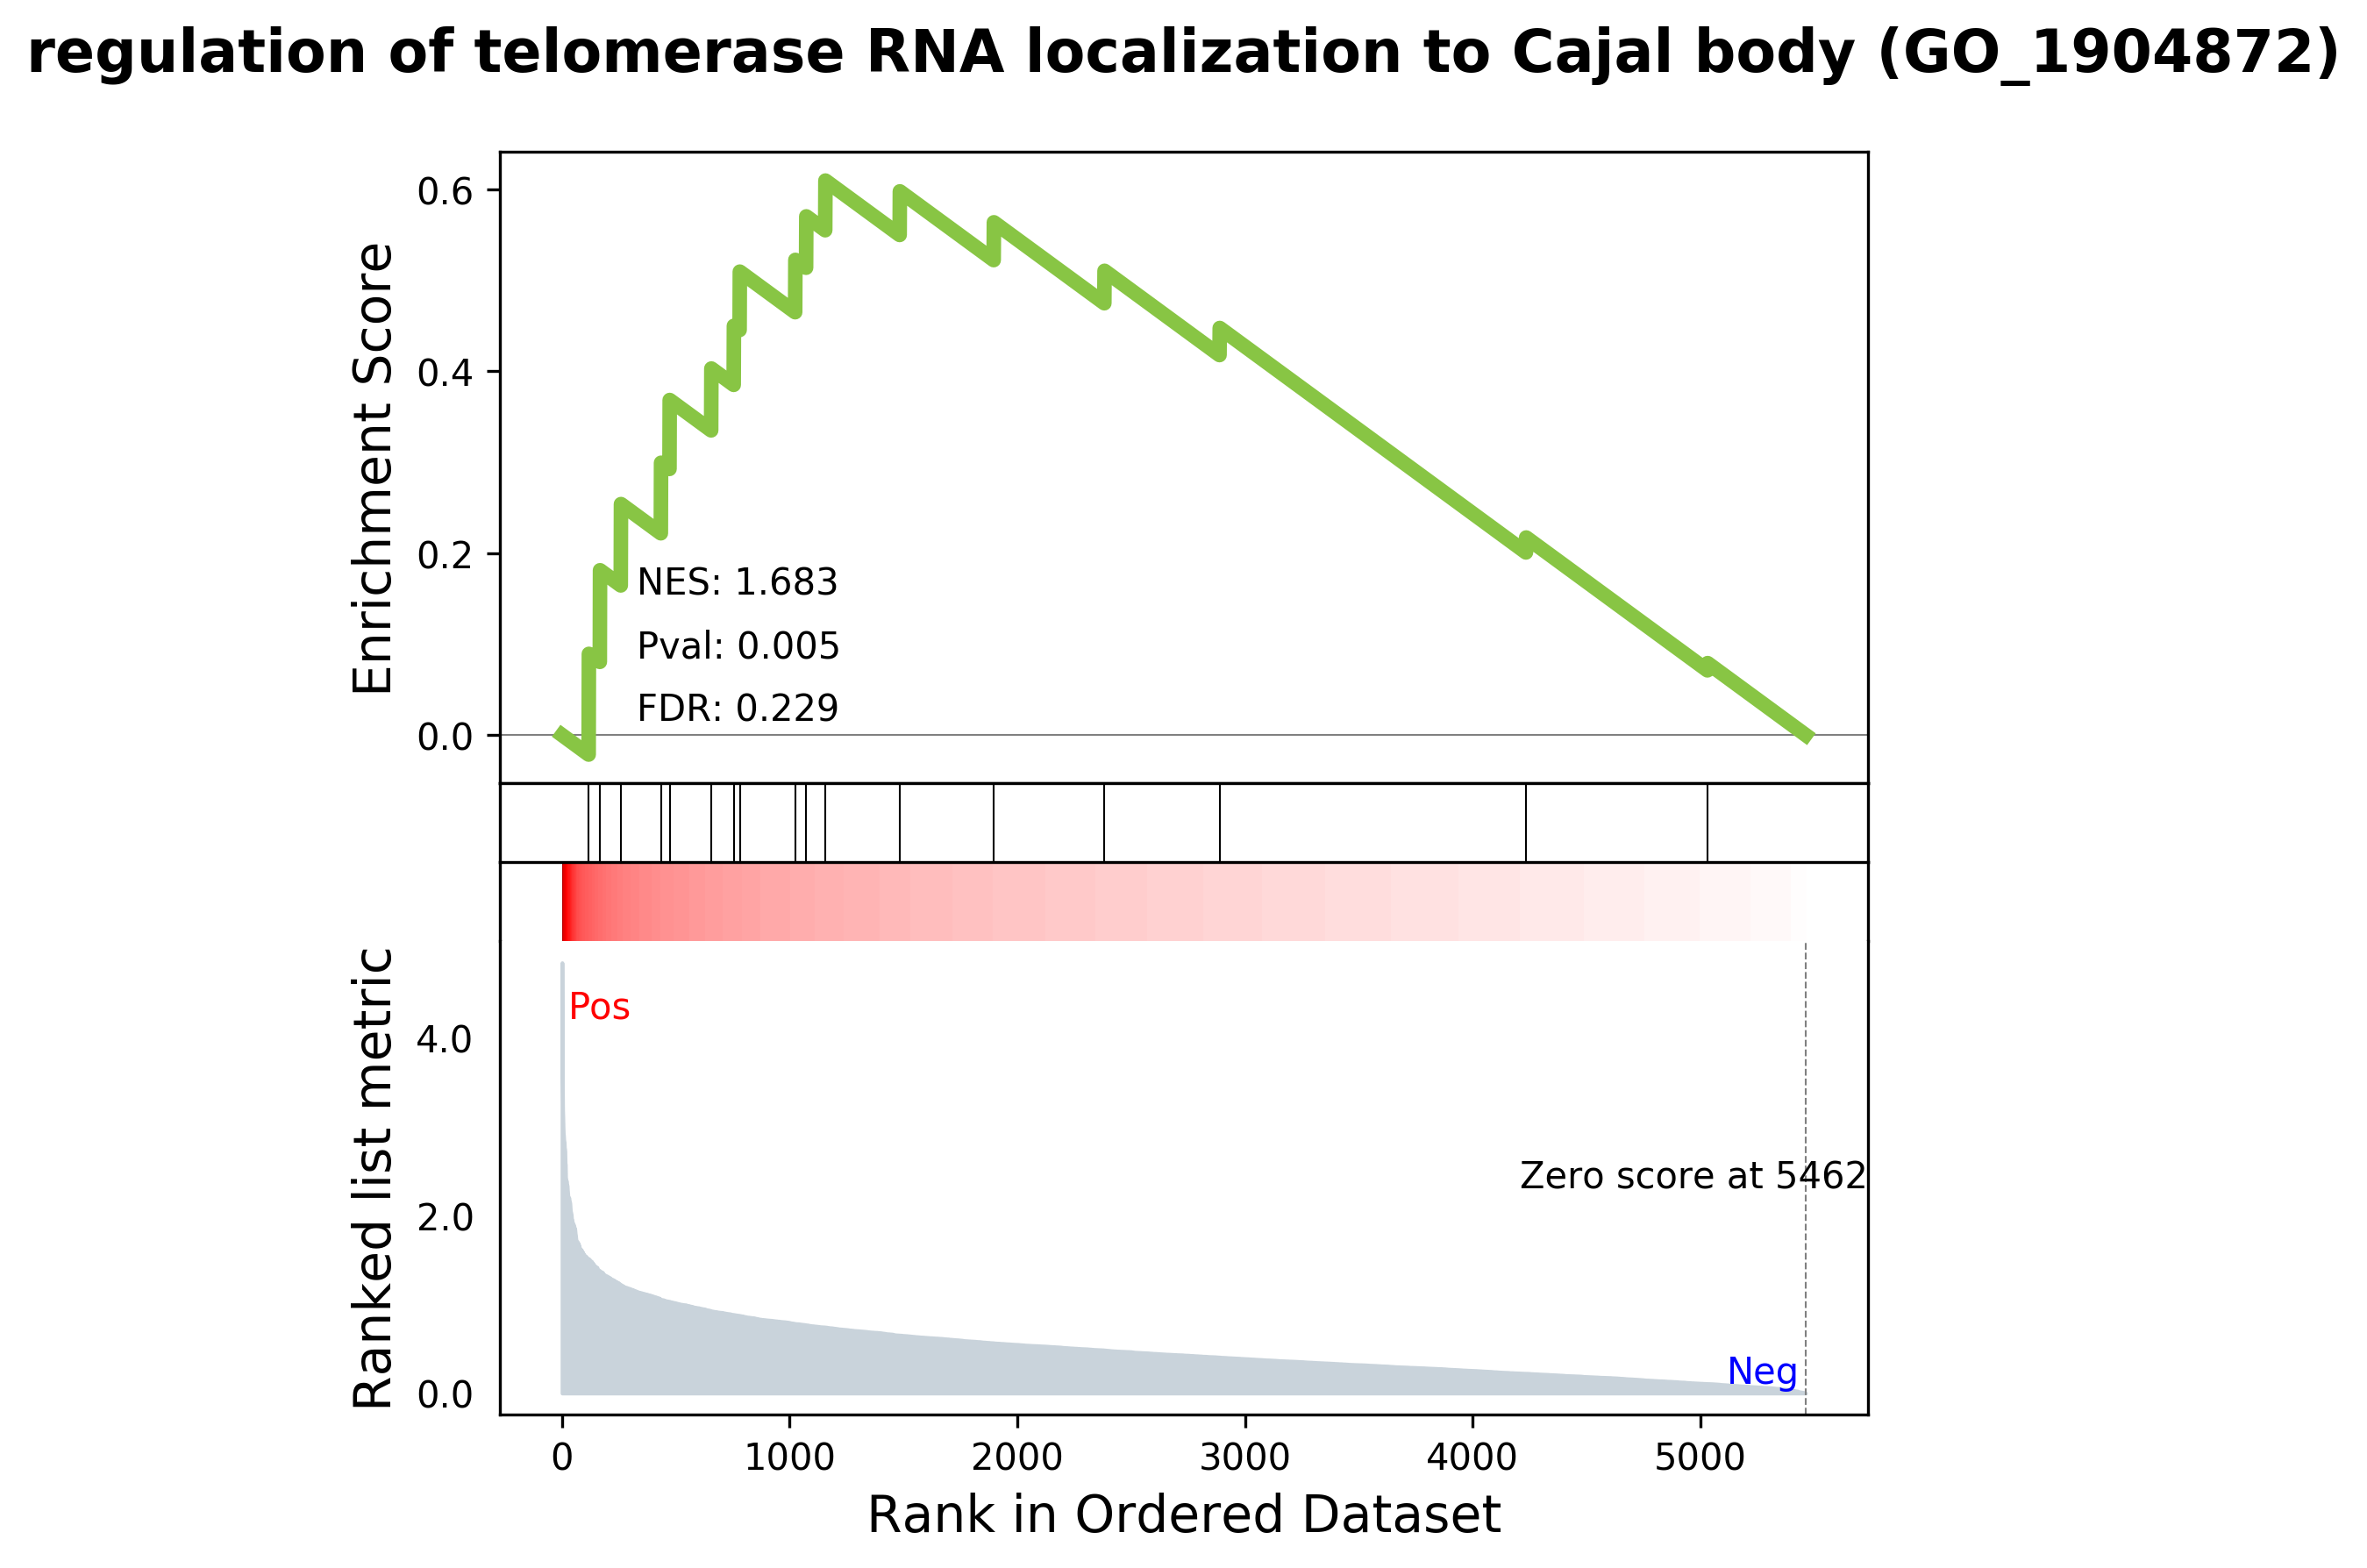 regulation of telomerase RNA localization to Cajal body (GO_1904872)
Enrichment Score
0.6
0.4
0.2
0.0
NES: 1.683
Pval: 0.005
FDR: 0.229
Ranked list metric
4.0
2.0
0.0
Pos
Zero score at 5462
Neg
0 1000 2000 3000 4000 5000
Rank in Ordered Dataset